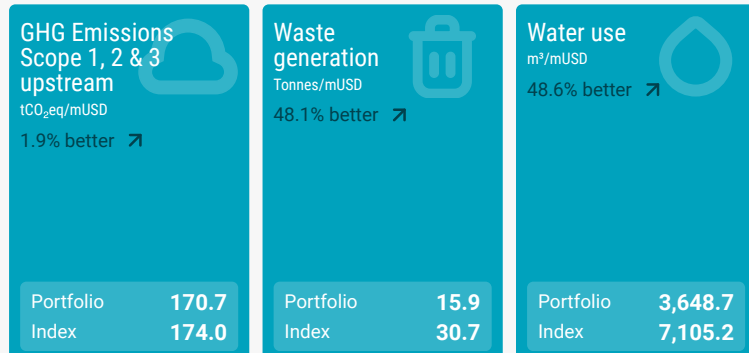 GHG Emissions
Scope 1, 2 & 3
upstream
tCO₂eq/mUSD
1.9% better
Portfolio 170.7
Index 174.0
Waste
generation
Tonnes/mUSD
48.1% better
Portfolio 15.9
Index 30.7
Water use
m³/mUSD
48.6% better
Portfolio 3,648.7
Index 7,105.2